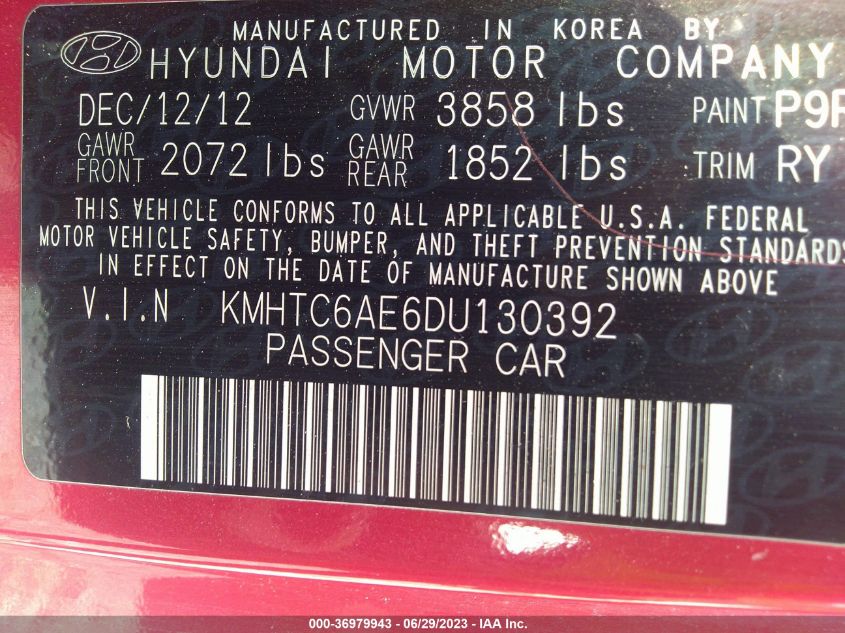 MANUFACTURED IN KOREA BY
HYUNDAI MOTOR COMPANY
DEC/12/12 GVWR 3858 lbs PAINT
GAWR FRONT 2072 lbs GAWR REAR 1852 lbs TRIM RY
THIS VEHICLE CONFORMS TO ALL APPLICABLE U.S.A. FEDERAL
MOTOR VEHICLE SAFETY, BUMPER, AND THEFT PREVENTION STANDARDS
IN EFFECT ON THE DATE OF MANUFACTURE SHOWN ABOVE
V.I.N KMHTC6AE6DU130392
PASSENGER CAR
000-36979943 - 06/29/2023 - IAA Inc.